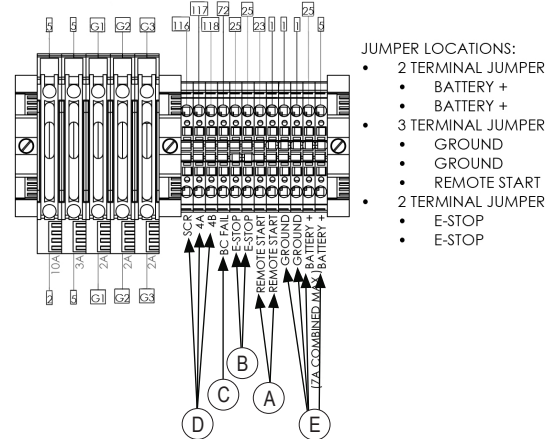 5
5
G1
G2
G3
116
117
118
72
25
25
23
1
1
1
25
5
JUMPER LOCATIONS:
• 2 TERMINAL JUMPER
• BATTERY +
• BATTERY +
• 3 TERMINAL JUMPER
• GROUND
• GROUND
• REMOTE START
• 2 TERMINAL JUMPER
• E-STOP
• E-STOP
SCR
4A
4B
BC FAIL
E-STOP
E-STOP
REMOTE START
REMOTE START
GROUND
GROUND
BATTERY +
BATTERY +
(7A COMBINED MAX)
10A
3A
2A
2A
2A
2
5
G1
G2
G3
D
C
B
A
E